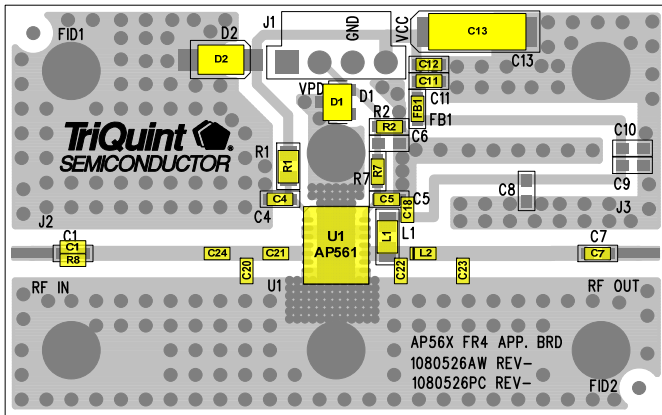 J1
GND
VCC
FID1
D2
D2
C13
C13
C12
C11
C11
VPD
D1
D1
FB1
FB1
R2
R2
C6
C10
TriQuint
SEMICONDUCTOR
R1
R1
R7
R7
C9
C8
C4
C4
C5
C5
C18
J3
J2
C1
C1
R8
U1
AP561
L1
L1
C24
C21
L2
C7
C7
C20
C22
C23
RF IN
U1
RF OUT
AP56X FR4 APP. BRD
1080526AW REV-
1080526PC REV-
FID2